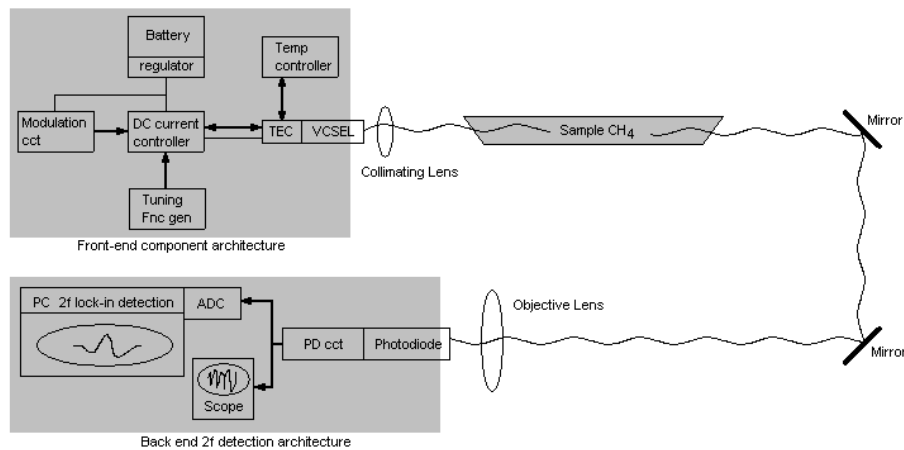 Battery
regulator
Temp
controller
Modulation
cct
DC current
controller
TEC
VCSEL
Sample CH4
Mirror
Collimating Lens
Tuning
Fnc gen
Front-end component architecture
PC 2f lock-in detection
ADC
Objective Lens
PD cct
Photodiode
Mirror
Scope
Back end 2f detection architecture